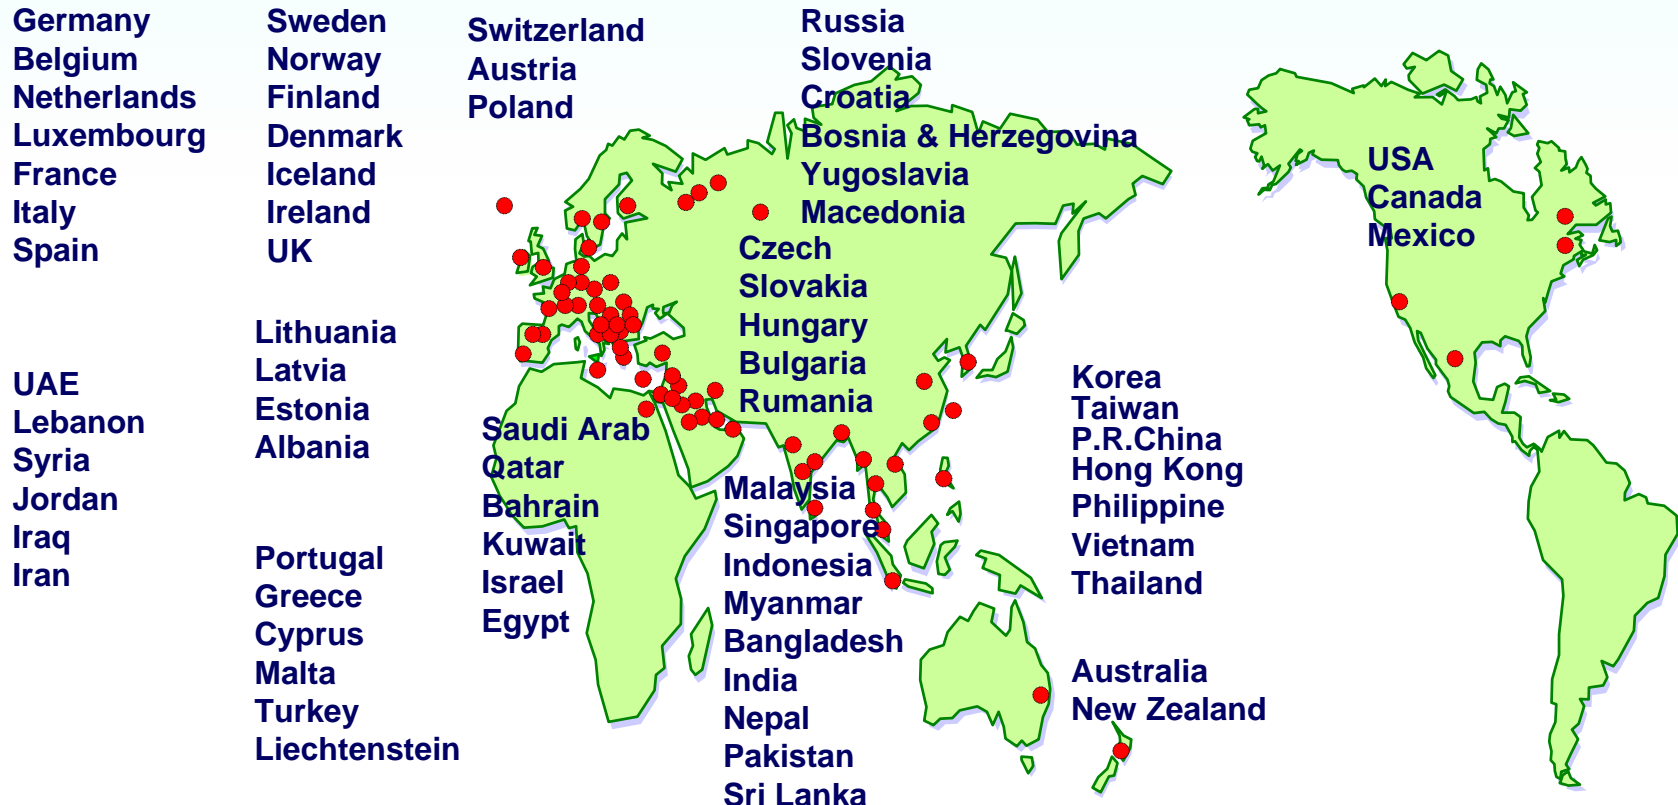 Germany
Belgium
Netherlands
Luxembourg
France
Italy
Spain
Sweden
Norway
Finland
Denmark
Iceland
Ireland
UK
Switzerland
Austria
Poland
Russia
Slovenia
Croatia
Bosnia & Herzegovina
Yugoslavia
Macedonia
Czech
Slovakia
Hungary
Bulgaria
Rumania
USA
Canada
Mexico
UAE
Lebanon
Syria
Jordan
Iraq
Iran
Lithuania
Latvia
Estonia
Albania
Portugal
Greece
Cyprus
Malta
Turkey
Liechtenstein
Saudi Arab
Qatar
Bahrain
Kuwait
Israel
Egypt
Malaysia
Singapore
Indonesia
Myanmar
Bangladesh
India
Nepal
Pakistan
Sri Lanka
Korea
Taiwan
P.R.China
Hong Kong
Philippine
Vietnam
Thailand
Australia
New Zealand